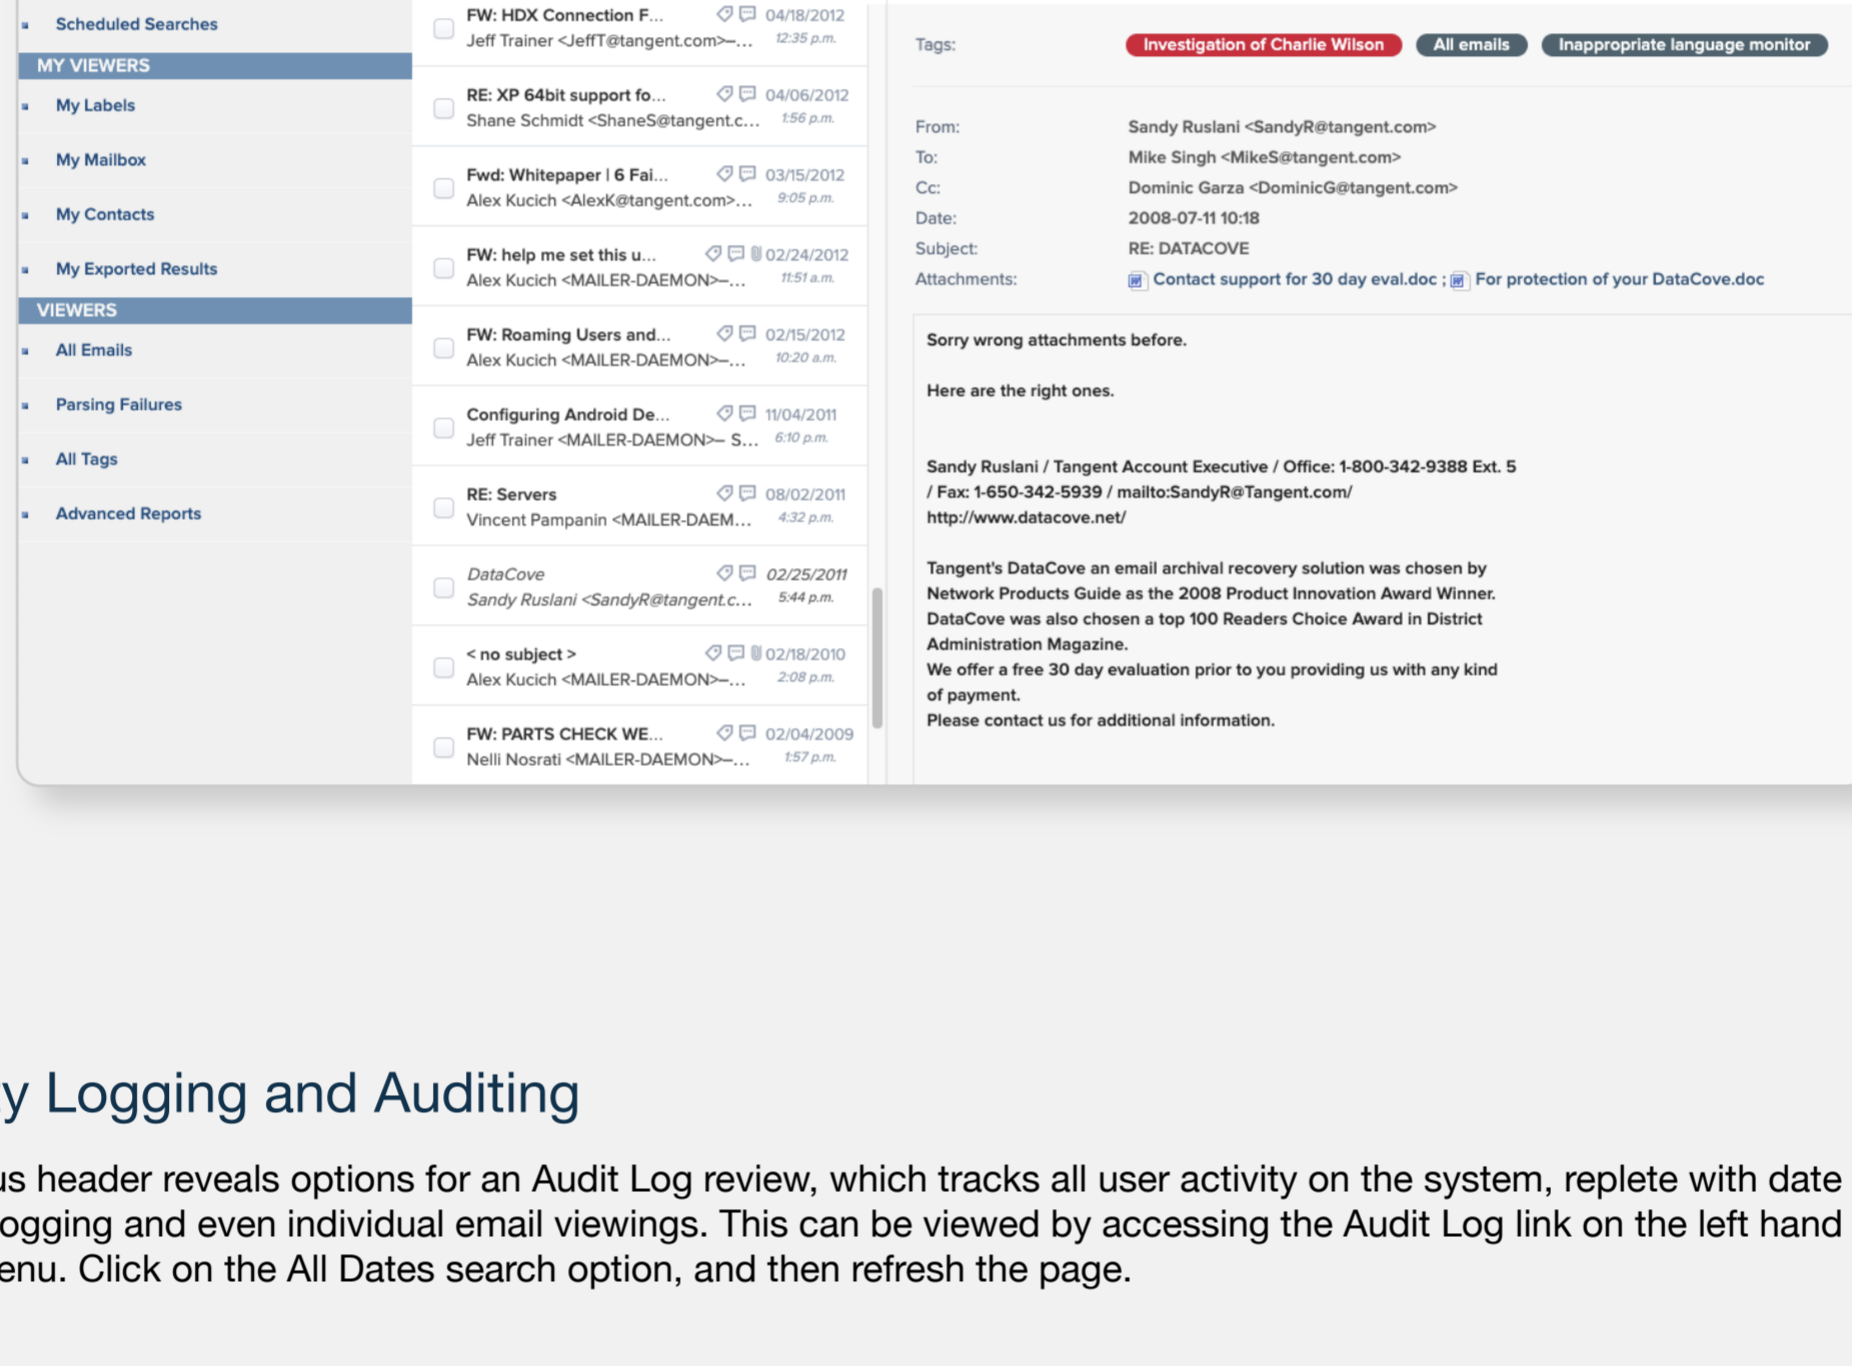 Scheduled Searches
MY VIEWERS
My Labels
My Mailbox
My Contacts
My Exported Results
VIEWERS
All Emails
Parsing Failures
All Tags
Advanced Reports
FW: HDX Connection F... 04/18/2012
Jeff Trainer <JeffT@tangent.com>–... 12:35 p.m.
RE: XP 64bit support fo... 04/06/2012
Shane Schmidt <ShaneS@tangent.c... 1:56 p.m.
Fwd: Whitepaper | 6 Fai... 03/15/2012
Alex Kucich <AlexK@tangent.com>... 9:05 p.m.
FW: help me set this u... 02/24/2012
Alex Kucich <MAILER-DAEMON>–... 11:51 a.m.
FW: Roaming Users and... 02/15/2012
Alex Kucich <MAILER-DAEMON>–... 10:20 a.m.
Configuring Android De... 11/04/2011
Jeff Trainer <MAILER-DAEMON>– S... 6:10 p.m.
RE: Servers 08/02/2011
Vincent Pampanin <MAILER-DAEM... 4:32 p.m.
DataCove 02/25/2011
Sandy Ruslani <SandyR@tangent.c... 5:44 p.m.
< no subject > 02/18/2010
Alex Kucich <MAILER-DAEMON>–... 2:08 p.m.
FW: PARTS CHECK WE... 02/04/2009
Nelli Nosrati <MAILER-DAEMON>–... 1:57 p.m.
Tags: Investigation of Charlie Wilson All emails Inappropriate language monitor
From: Sandy Ruslani <SandyR@tangent.com>
To: Mike Singh <MikeS@tangent.com>
Cc: Dominic Garza <DominicG@tangent.com>
Date: 2008-07-11 10:18
Subject: RE: DATACOVE
Attachments: Contact support for 30 day eval.doc ; For protection of your DataCove.doc
Sorry wrong attachments before.
Here are the right ones.
Sandy Ruslani / Tangent Account Executive / Office: 1-800-342-9388 Ext. 5
/ Fax: 1-650-342-5939 / mailto:SandyR@Tangent.com/
http://www.datacove.net/
Tangent's DataCove an email archival recovery solution was chosen by
Network Products Guide as the 2008 Product Innovation Award Winner.
DataCove was also chosen a top 100 Readers Choice Award in District
Administration Magazine.
We offer a free 30 day evaluation prior to you providing us with any kind
of payment.
Please contact us for additional information.
y Logging and Auditing
us header reveals options for an Audit Log review, which tracks all user activity on the system, replete with date
ogging and even individual email viewings. This can be viewed by accessing the Audit Log link on the left hand
enu. Click on the All Dates search option, and then refresh the page.